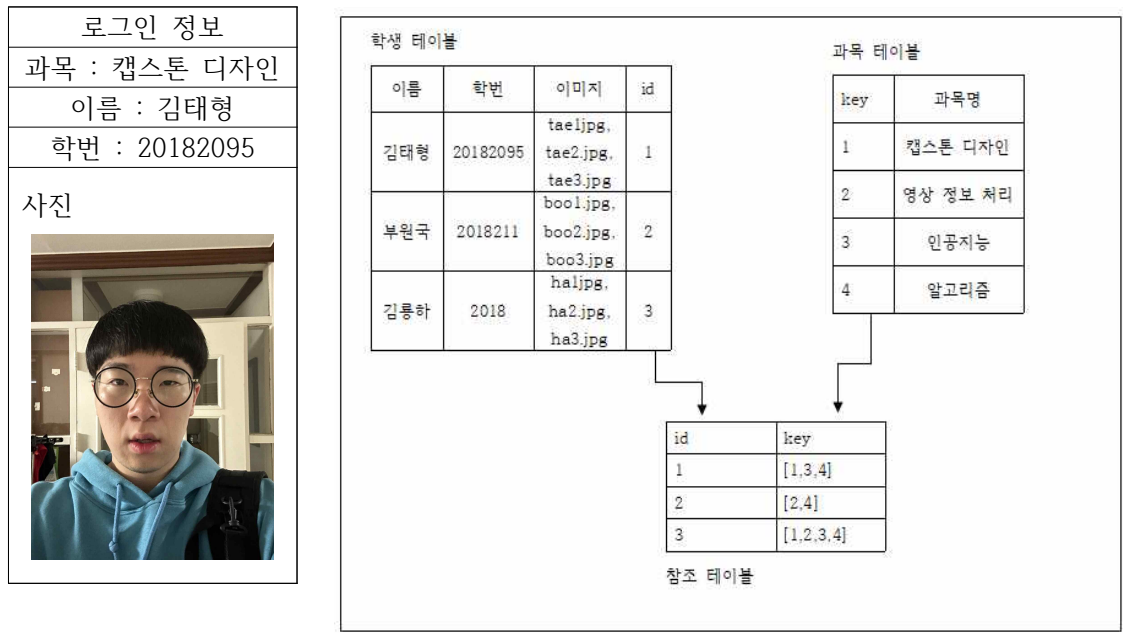 로그인 정보
과목 : 캡스톤 디자인
이름 : 김태형
학번 : 20182095
사진
학생 테이블
이름 학번 이미지 id
tae1jpg,
김태형 20182095 tae2.jpg, 1
tae3.jpg
boo1.jpg,
부원국 2018211 boo2.jpg, 2
boo3.jpg
ha1jpg,
김룡하 2018 ha2.jpg, 3
ha3.jpg
과목 테이블
key 과목명
1 캡스톤 디자인
2 영상 정보 처리
3 인공지능
4 알고리즘
id key
1 [1,3,4]
2 [2,4]
3 [1,2,3,4]
참조 테이블